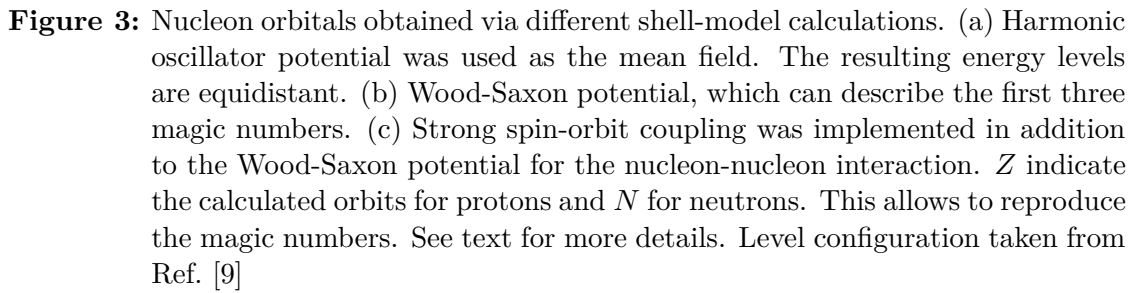 Figure 3: Nucleon orbitals obtained via different shell-model calculations. (a) Harmonic
oscillator potential was used as the mean field. The resulting energy levels
are equidistant. (b) Wood-Saxon potential, which can describe the first three
magic numbers. (c) Strong spin-orbit coupling was implemented in addition
to the Wood-Saxon potential for the nucleon-nucleon interaction. Z indicate
the calculated orbits for protons and N for neutrons. This allows to reproduce
the magic numbers. See text for more details. Level configuration taken from
Ref. [9]